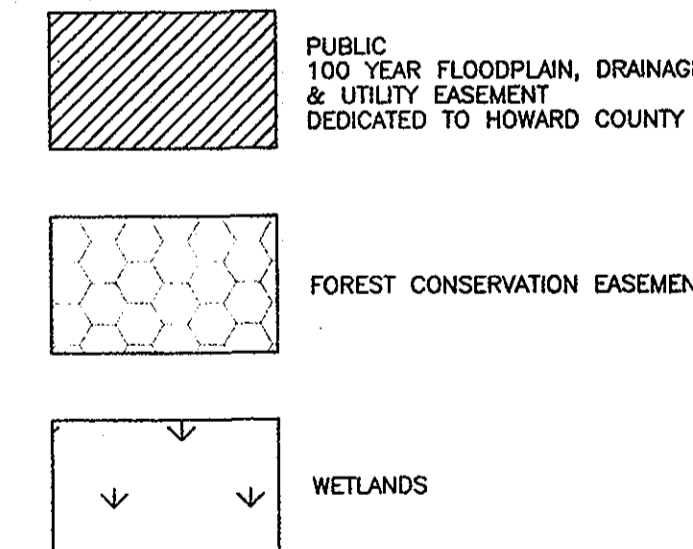 PUBLIC
100 YEAR FLOODPLAIN, DRAINAG
& UTILITY EASEMENT
DEDICATED TO HOWARD COUNTY
FOREST CONSERVATION EASEMEN
WETLANDS